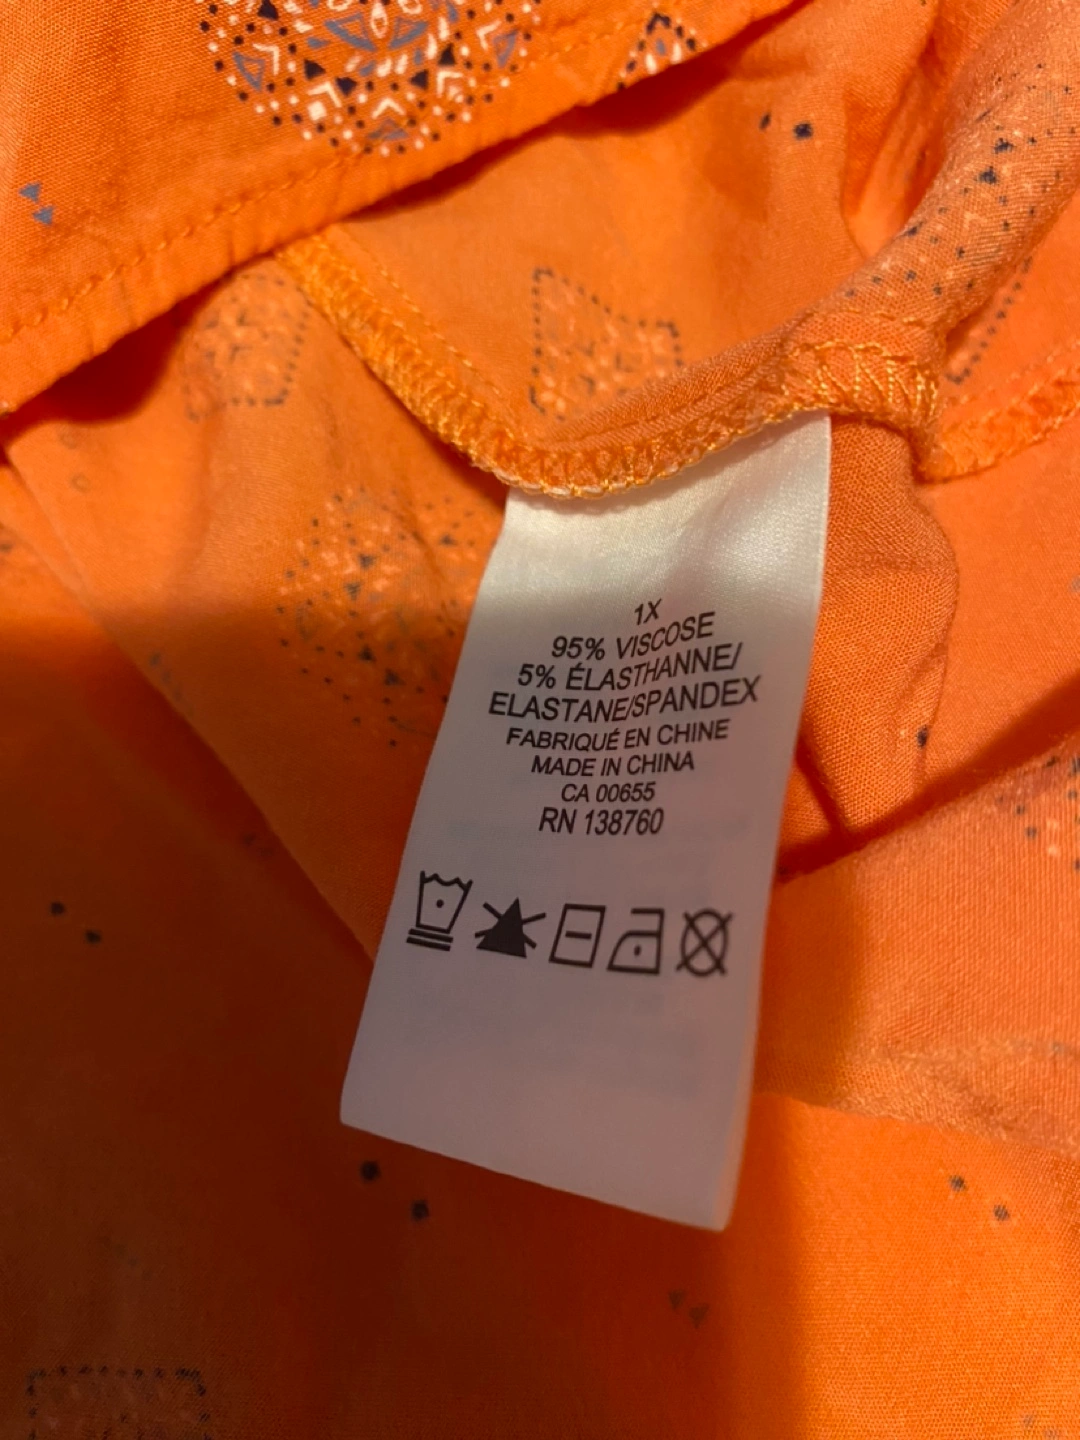 1X
95% VISCOSE
5% ÉLASTHANNE/
ELASTANE/SPANDEX
FABRIQUÉ EN CHINE
MADE IN CHINA
CA 00655
RN 138760